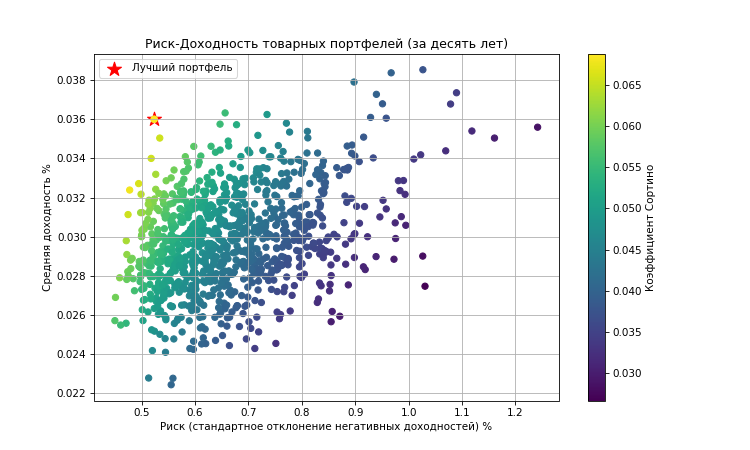 Риск-Доходность товарных портфелей (за десять лет)
Лучший портфель
0.038
0.036
0.034
0.032
0.030
0.028
0.026
0.024
0.022
Средняя доходность %
0.5 0.6 0.7 0.8 0.9 1.0 1.1 1.2
Риск (стандартное отклонение негативных доходностей) %
0.065
0.060
0.055
0.050
0.045
0.040
0.035
0.030
Коэффициент Сортино